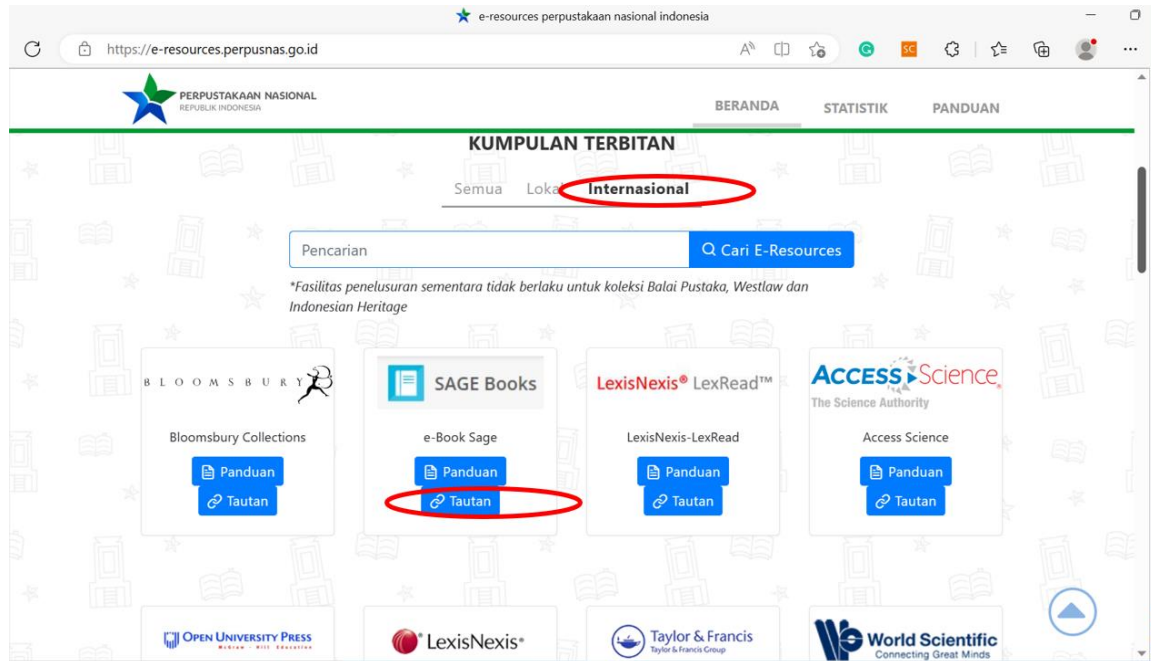 e-resources perpustakaan nasional indonesia
https://e-resources.perpusnas.go.id
PERPUSTAKAAN NASIONAL
REPUBLIK INDONESIA
BERANDA STATISTIK PANDUAN
KUMPULAN TERBITAN
Semua Lokal Internasional
Pencarian Cari E-Resources
*Fasilitas penelusuran sementara tidak berlaku untuk koleksi Balai Pustaka, Westlaw dan
Indonesian Heritage
BLOOMSBURY SAGE Books LexisNexis® LexRead™ ACCESS Science
The Science Authority
Bloomsbury Collections e-Book Sage LexisNexis-LexRead Access Science
Panduan Panduan Panduan Panduan
Tautan Tautan Tautan Tautan
OPEN UNIVERSITY PRESS LexisNexis® Taylor & Francis World Scientific
McGraw - Hill Education Taylor & Francis Group Connecting Great Minds